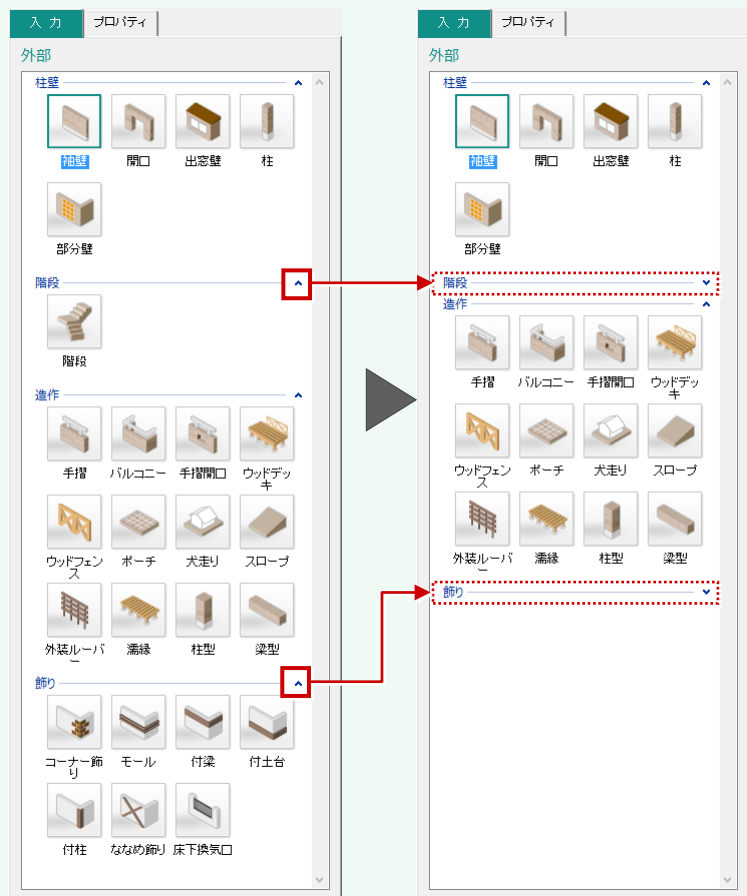 入 力
プロパティ
外部
柱壁
袖壁
開口
出窓壁
柱
部分壁
階段
階段
造作
手摺
バルコニー
手摺開口
ウッドデッ
キ
ウッドフェン
ス
ポーチ
犬走り
スロープ
外装ルーバ
ー
濡縁
柱型
梁型
飾り
コーナー飾
り
モール
付梁
付土台
付柱
ななめ飾り
床下換気口
入 力
プロパティ
外部
柱壁
袖壁
開口
出窓壁
柱
部分壁
階段
造作
手摺
バルコニー
手摺開口
ウッドデッ
キ
ウッドフェン
ス
ポーチ
犬走り
スロープ
外装ルーバ
ー
濡縁
柱型
梁型
飾り